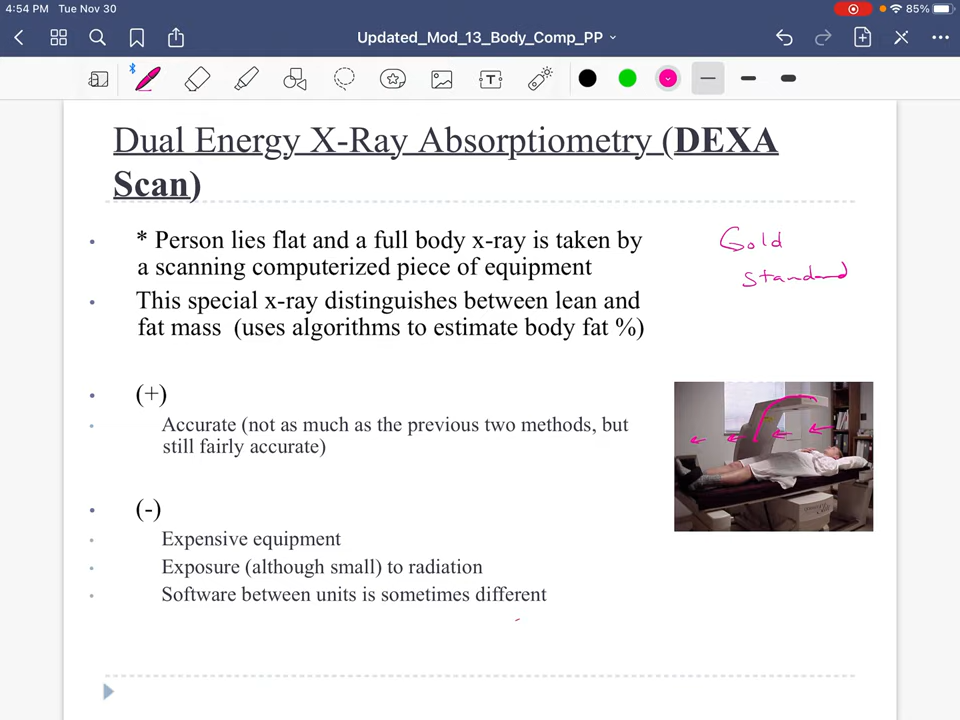 4:54 PM Tue Nov 30
85%
Updated_Mod_13_Body_Comp_PP
Dual Energy X-Ray Absorptiometry (DEXA
Scan)
• * Person lies flat and a full body x-ray is taken by
a scanning computerized piece of equipment
Gold
Standard
• This special x-ray distinguishes between lean and
fat mass (uses algorithms to estimate body fat %)
• (+)
• Accurate (not as much as the previous two methods, but
still fairly accurate)
• (-)
• Expensive equipment
• Exposure (although small) to radiation
• Software between units is sometimes different